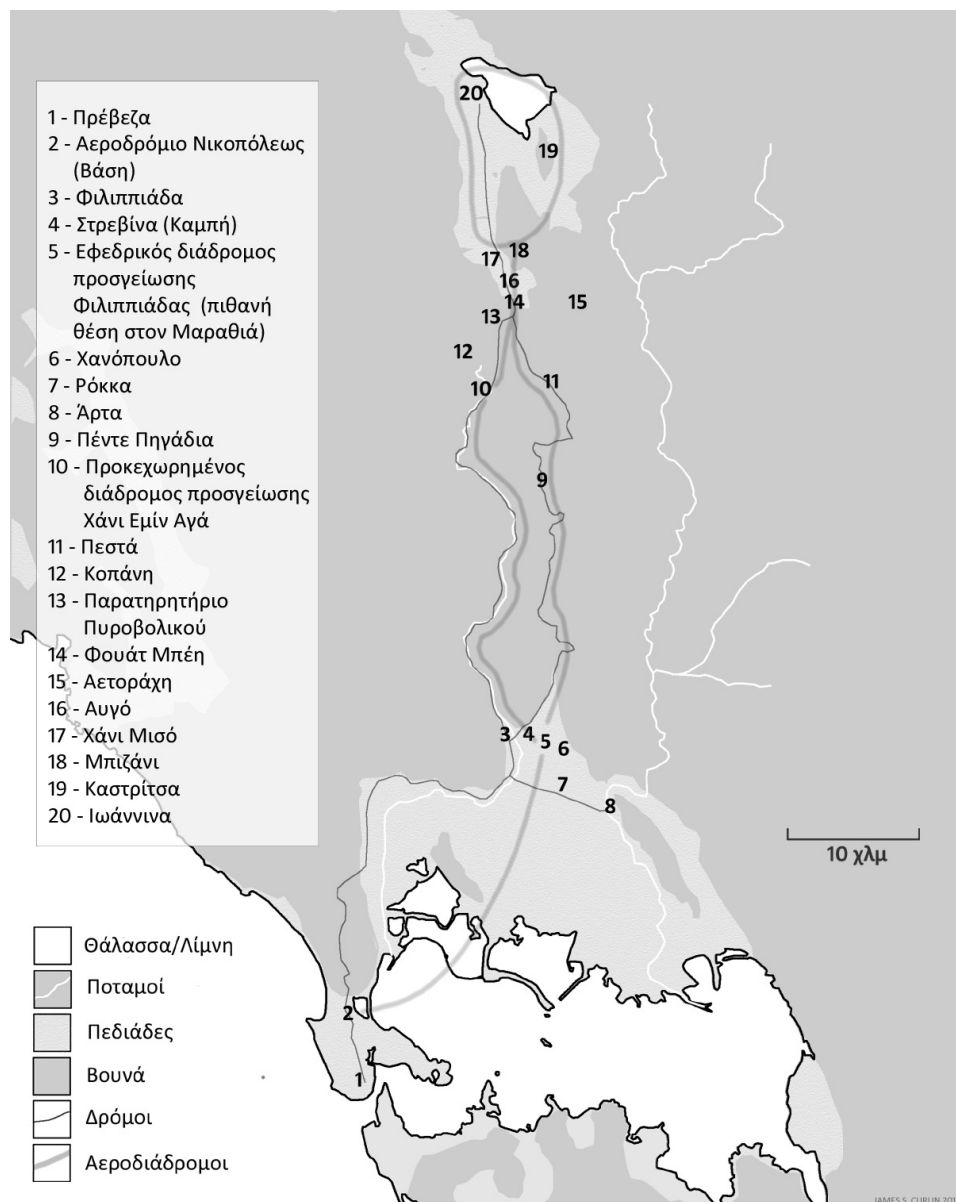 1 - Πρέβεζα
2 - Αεροδρόμιο Νικοπόλεως
(Βάση)
3 - Φιλιππιάδα
4 - Στρεβίνα (Καμπή)
5 - Εφεδρικός διάδρομος
προσγείωσης
Φιλιππιάδας (πιθανή
θέση στον Μαραθιά)
6 - Χανόπουλο
7 - Ρόκκα
8 - Άρτα
9 - Πέντε Πηγάδια
10 - Προκεχωρημένος
διάδρομος προσγείωσης
Χάνι Εμίν Αγά
11 - Πεστά
12 - Κοπάνη
13 - Παρατηρητήριο
Πυροβολικού
14 - Φουάτ Μπέη
15 - Αετοράχη
16 - Αυγό
17 - Χάνι Μισό
18 - Μπιζάνι
19 - Καστρίτσα
20 - Ιωάννινα
Θάλασσα/Λίμνη
Ποταμοί
Πεδιάδες
Βουνά
Δρόμοι
Αεροδιάδρομοι
20
19
18
17
16
14
15
13
12
11
10
9
3
4
5
6
7
8
10 χλμ
2
1
JAMES S. CURLIN